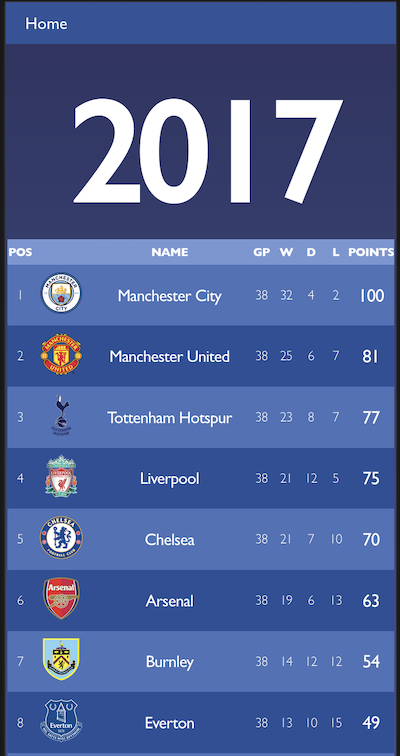 Home
2017
POS NAME GP W D L POINTS
1 MANCHESTER CITY Manchester City 38 32 4 2 100
2 MANCHESTER UNITED Manchester United 38 25 6 7 81
3 Tottenham Hotspur 38 23 8 7 77
4 Liverpool 38 21 12 5 75
5 CHELSEA FOOTBALL CLUB Chelsea 38 21 7 10 70
6 Arsenal Arsenal 38 19 6 13 63
7 Burnley 38 14 12 12 54
8 Everton Everton 38 13 10 15 49